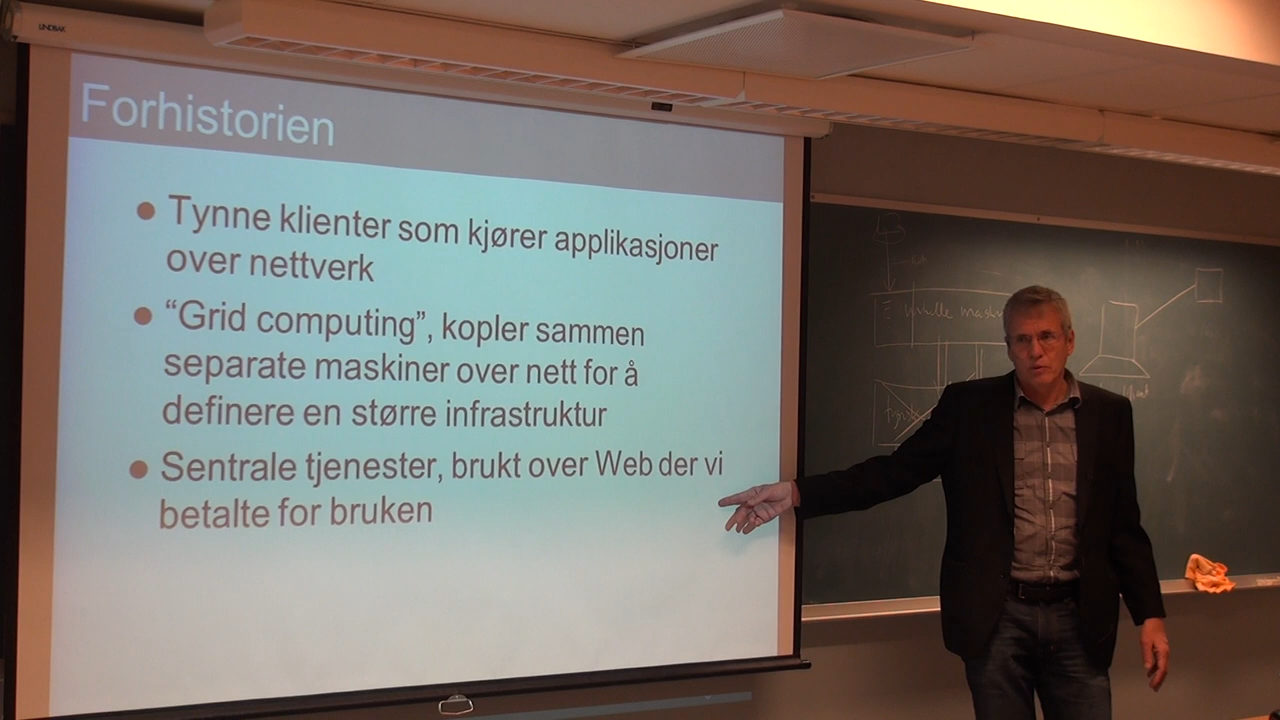 LINDBAK
Forhistorien
Tynne klienter som kjører applikasjoner
over nettverk
“Grid computing”, kopler sammen
separate maskiner over nett for å
definere en større infrastruktur
Sentrale tjenester, brukt over Web der vi
betalte for bruken